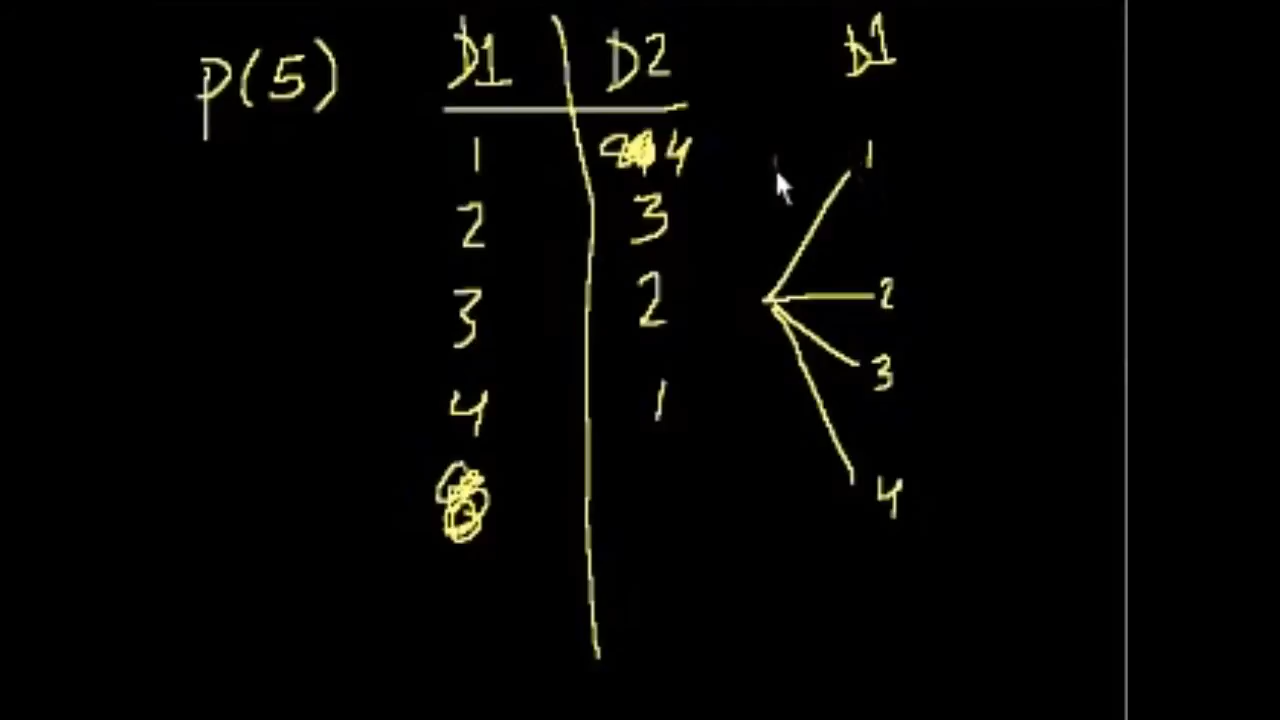 P(5) D1 D2 D1
1 4 1
2 3
3 2 2
4 1 3
4